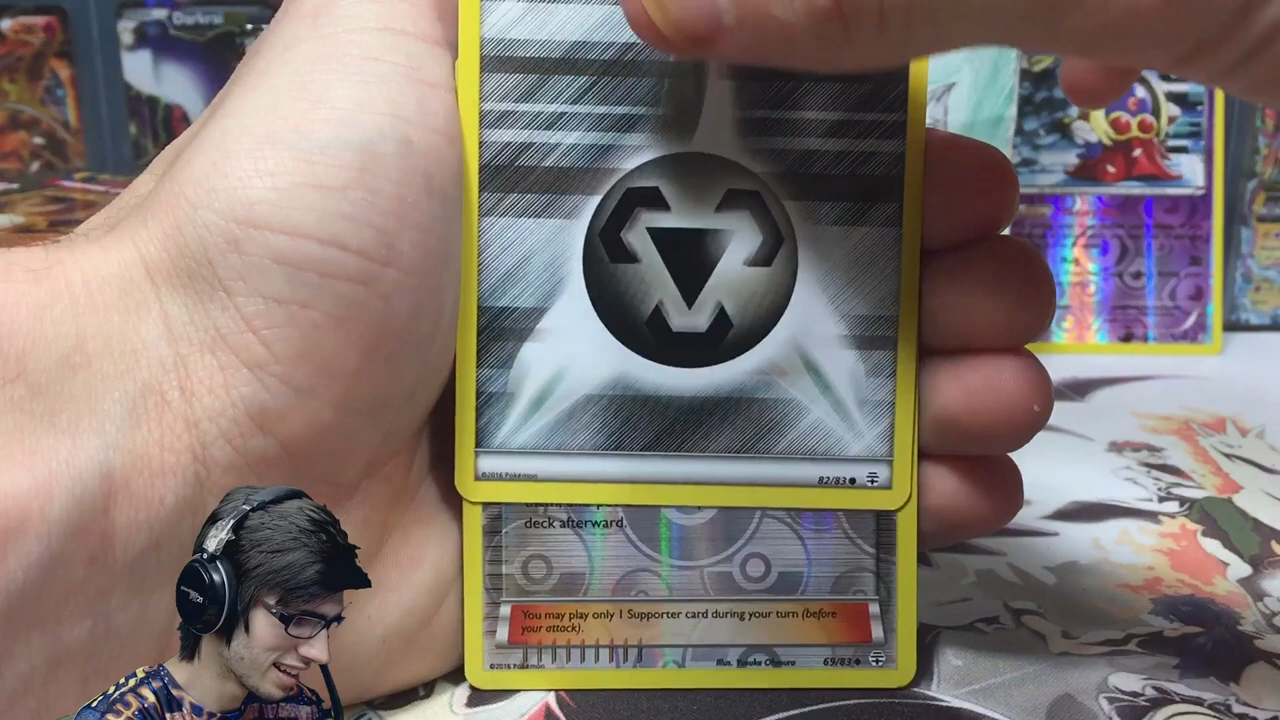 Darkrai
©2016 Pokémon
82/83
deck afterward.
You may play only 1 Supporter card during your turn (before
your attack).
©2016 Pokémon
Illus. Yusuke Ohmura
69/83